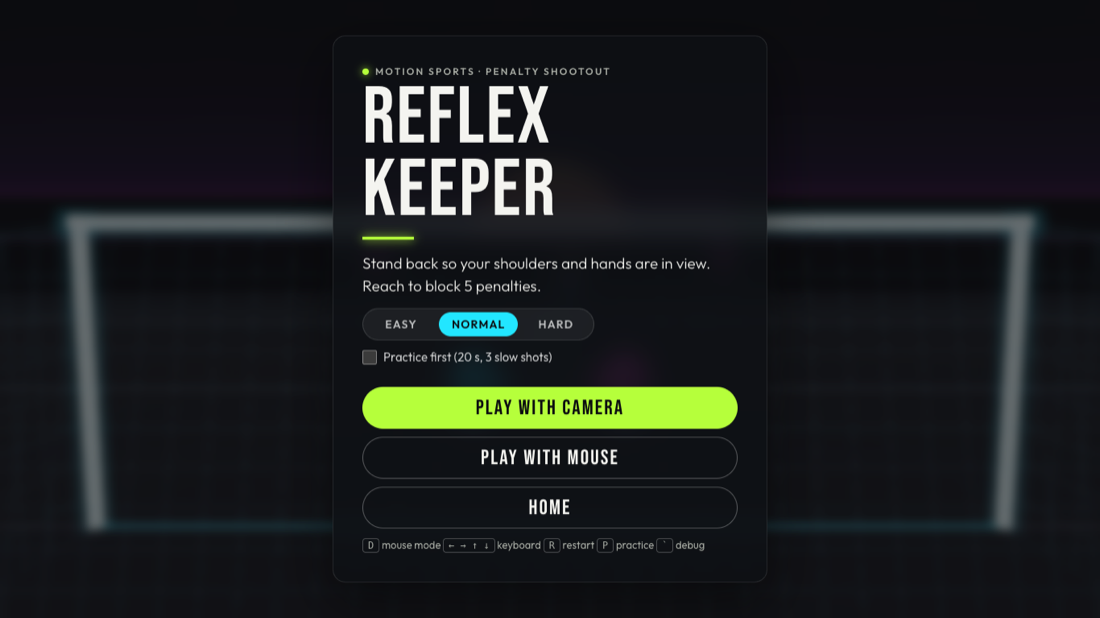 MOTION SPORTS · PENALTY SHOOTOUT
REFLEX
KEEPER
Stand back so your shoulders and hands are in view.
Reach to block 5 penalties.
EASY NORMAL HARD
Practice first (20 s, 3 slow shots)
PLAY WITH CAMERA
PLAY WITH MOUSE
HOME
D mouse mode ← → ↑ ↓ keyboard R restart P practice ` debug